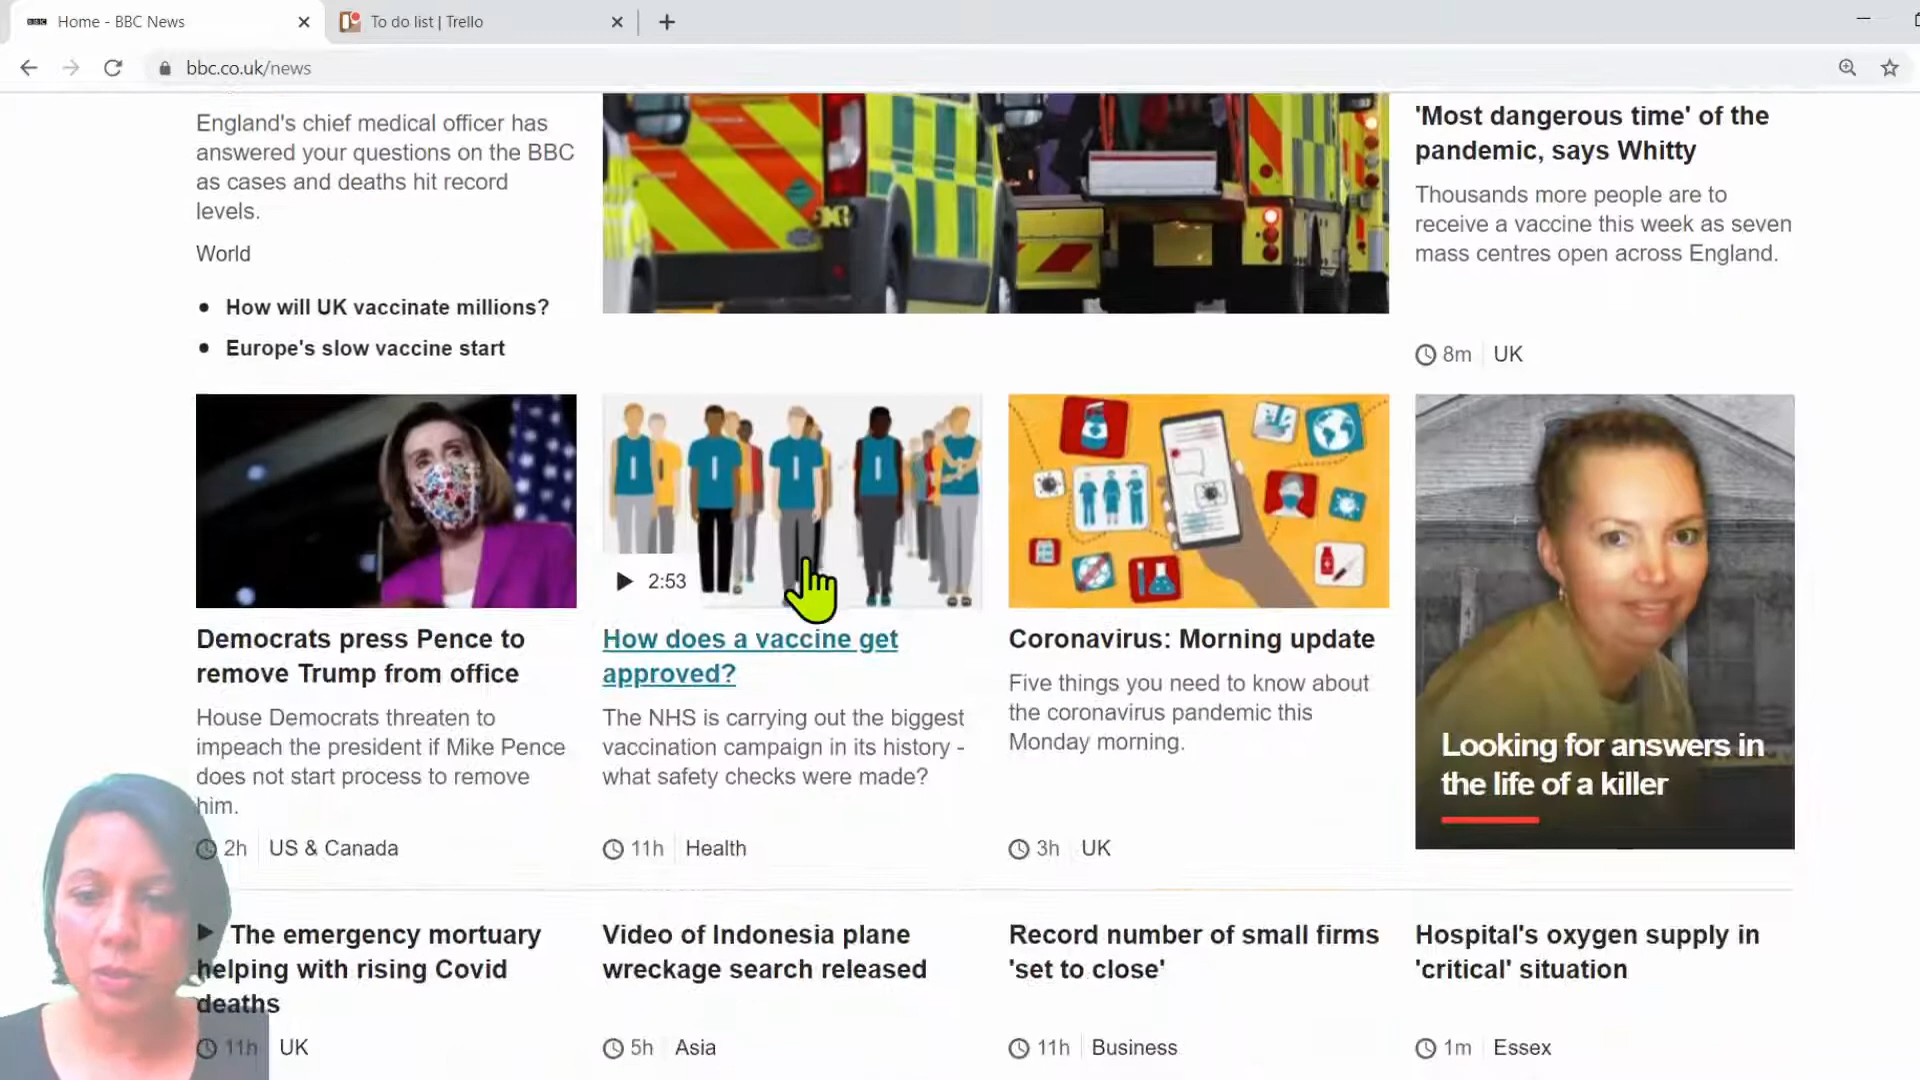 Home - BBC News
To do list | Trello
bbc.co.uk/news
England's chief medical officer has
answered your questions on the BBC
as cases and deaths hit record
levels.
World
How will UK vaccinate millions?
Europe's slow vaccine start
'Most dangerous time' of the
pandemic, says Whitty
Thousands more people are to
receive a vaccine this week as seven
mass centres open across England.
8m UK
Democrats press Pence to
remove Trump from office
House Democrats threaten to
impeach the president if Mike Pence
does not start process to remove
him.
2h US & Canada
2:53
How does a vaccine get
approved?
The NHS is carrying out the biggest
vaccination campaign in its history -
what safety checks were made?
11h Health
Coronavirus: Morning update
Five things you need to know about
the coronavirus pandemic this
Monday morning.
3h UK
Looking for answers in
the life of a killer
The emergency mortuary
helping with rising Covid
deaths
11h UK
Video of Indonesia plane
wreckage search released
5h Asia
Record number of small firms
'set to close'
11h Business
Hospital's oxygen supply in
'critical' situation
1m Essex